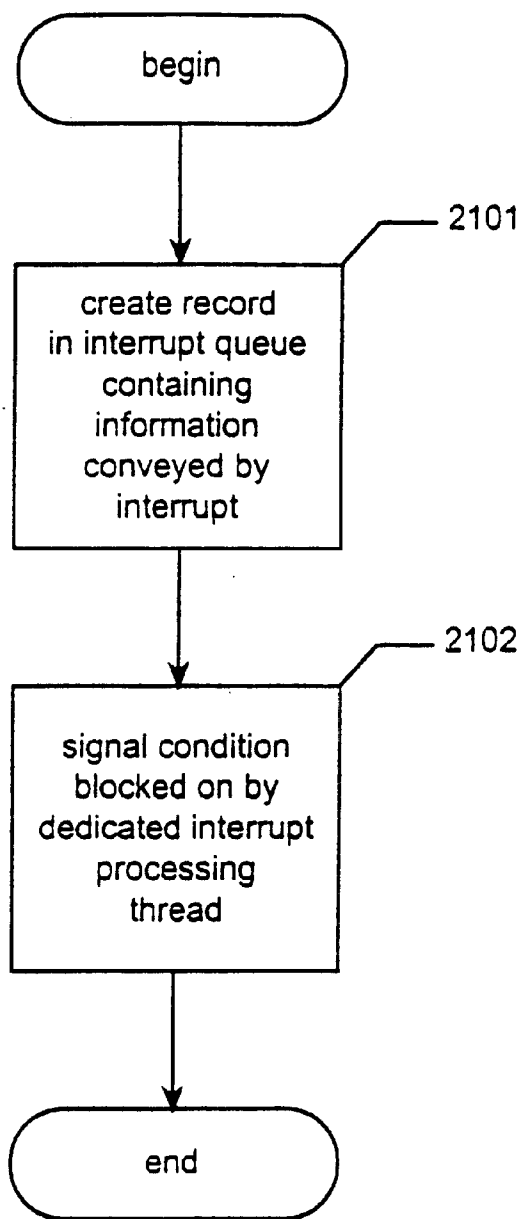 begin
2101
create record
in interrupt queue
containing
information
conveyed by
interrupt
2102
signal condition
blocked on by
dedicated interrupt
processing
thread
end